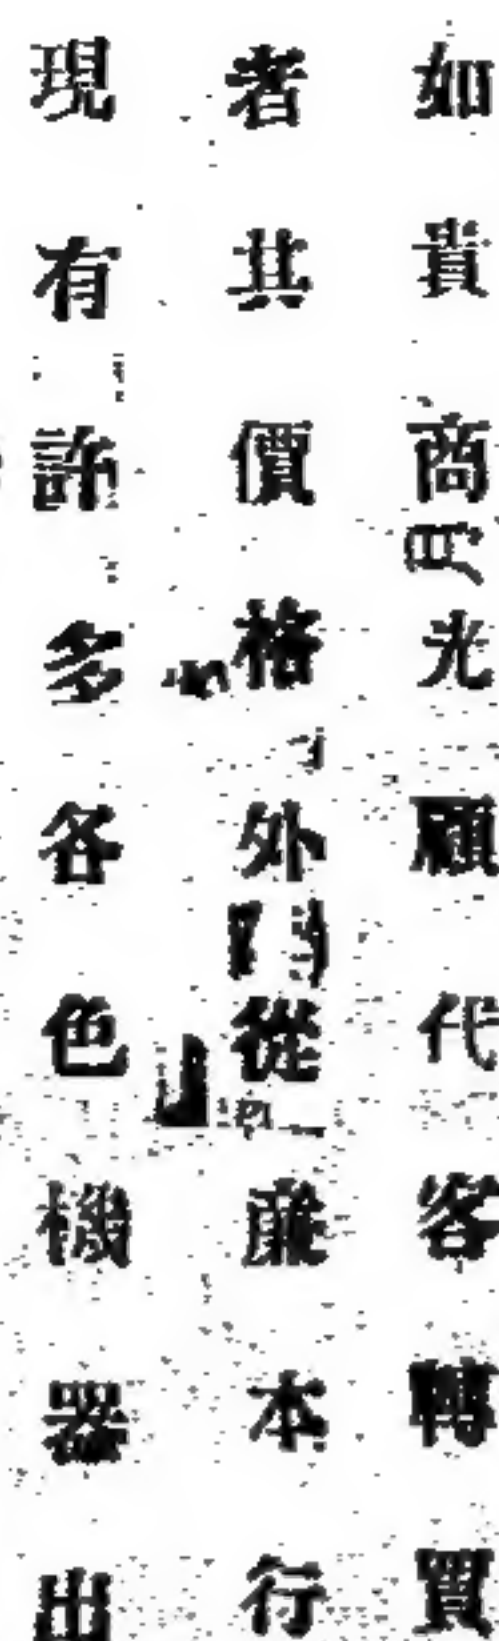 如貴商光顧代客轉買
者其價格外從廉本行
現有許多各色機器出